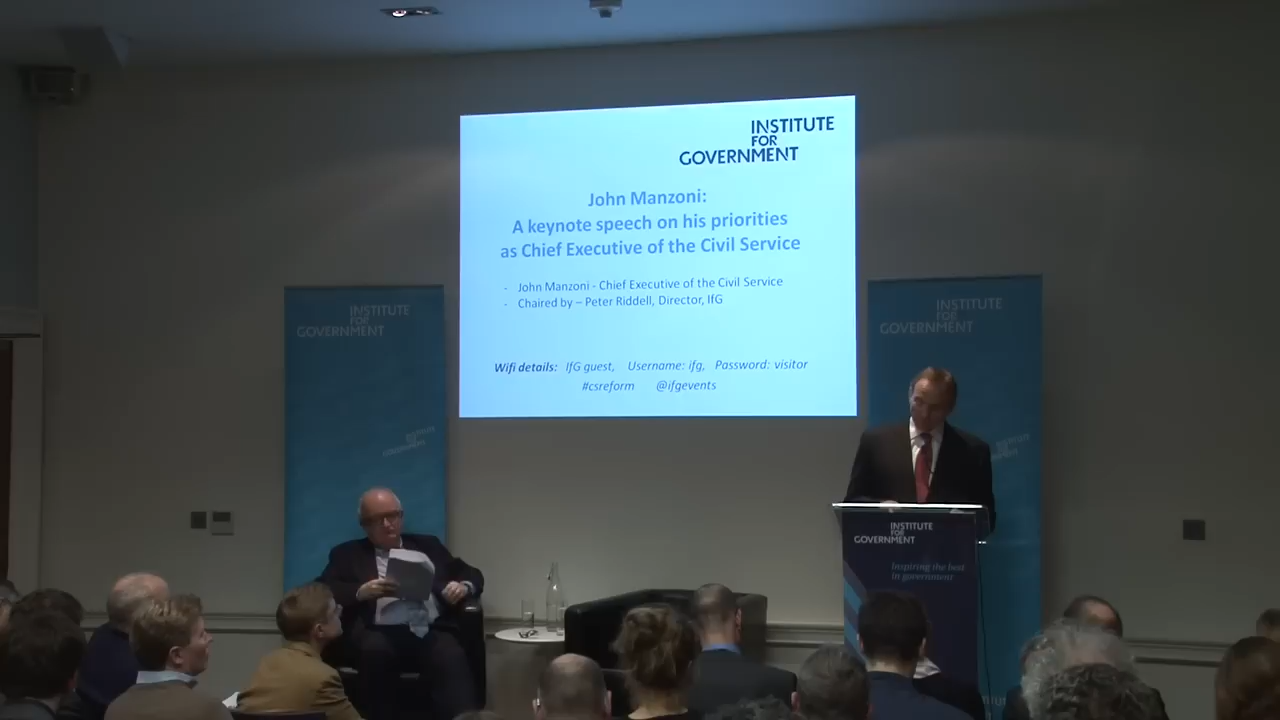 INSTITUTE
FOR
GOVERNMENT
John Manzoni:
A keynote speech on his priorities
as Chief Executive of the Civil Service
- John Manzoni - Chief Executive of the Civil Service
- Chaired by – Peter Riddell, Director, IfG
Wifi details: IfG guest, Username: ifg, Password: visitor
#csreform @ifgevents
INSTITUTE
FOR
GOVERNMENT
INSTITUTE
FOR
GOVERNMENT
INSTITUTE
FOR
GOVERNMENT
Inspiring the best
in government